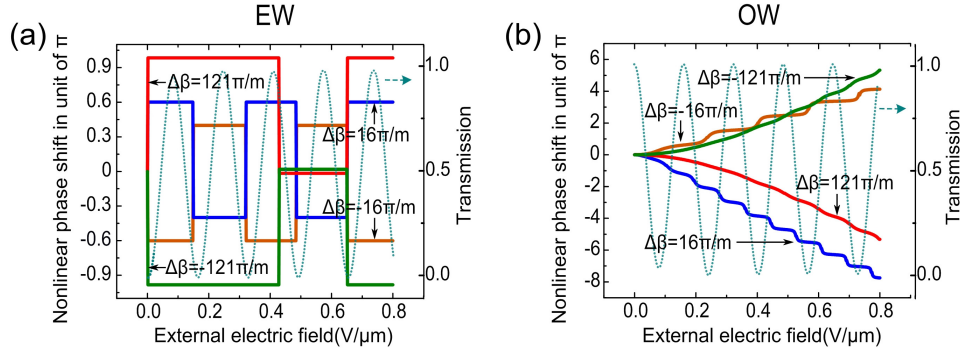 EW
OW
(a)
(b)
Nonlinear phase shift in unit of π
0.9
0.6
0.3
0
-0.3
-0.6
-0.9
Δβ=121π/m
Δβ=16π/m
Δβ=-16π/m
Δβ=-121π/m
1.0
0.5
0.0
Transmission
0.0 0.2 0.4 0.6 0.8
External electric field(V/μm)
Nonlinear phase shift in unit of π
6
4
2
0
-2
-4
-6
-8
Δβ=-121π/m
Δβ=-16π/m
Δβ=121π/m
Δβ=16π/m
1.0
0.5
0.0
Transmission
0.0 0.2 0.4 0.6 0.8
External electric field(V/μm)